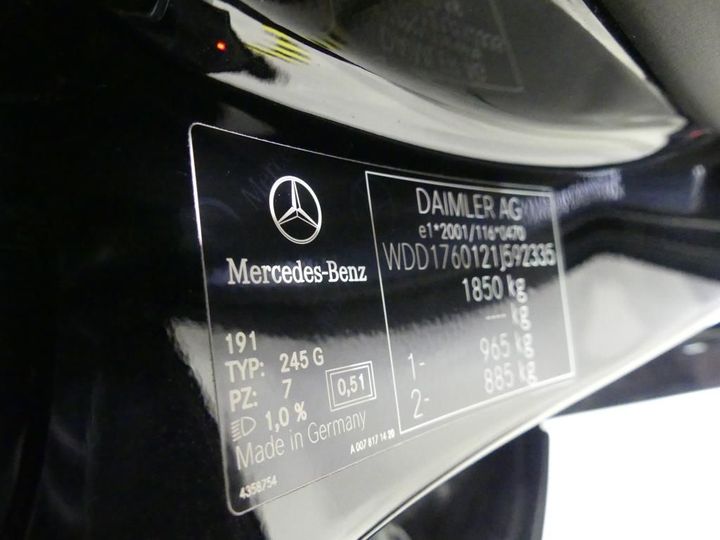 Mercedes-Benz
DAIMLER AG
e1*2001/116*0470
WDD1760121J592335
1850 kg
---- kg
1- 965 kg
2- 885 kg
191
TYP: 245 G
PZ: 7
1,0 %
0,51
Made in Germany
A 007 817 14 20
4358754